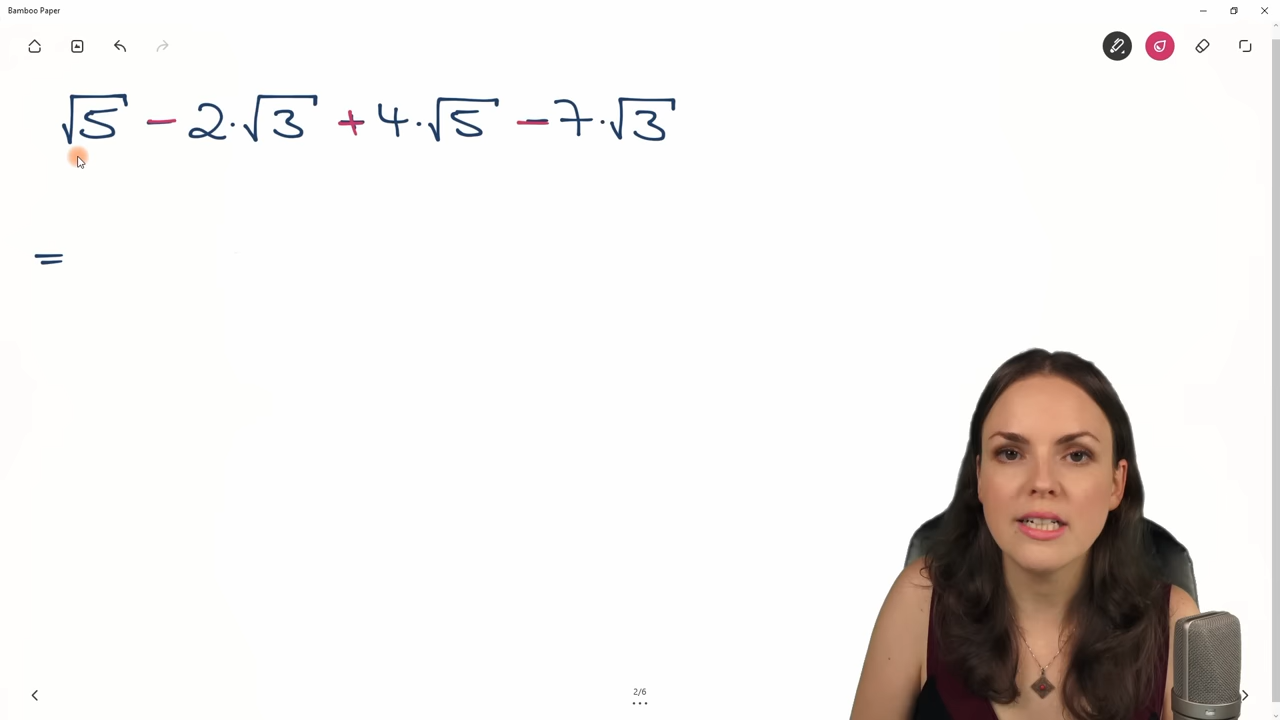 Bamboo Paper
√5 − 2·√3 + 4·√5 − 7·√3
=
2/6